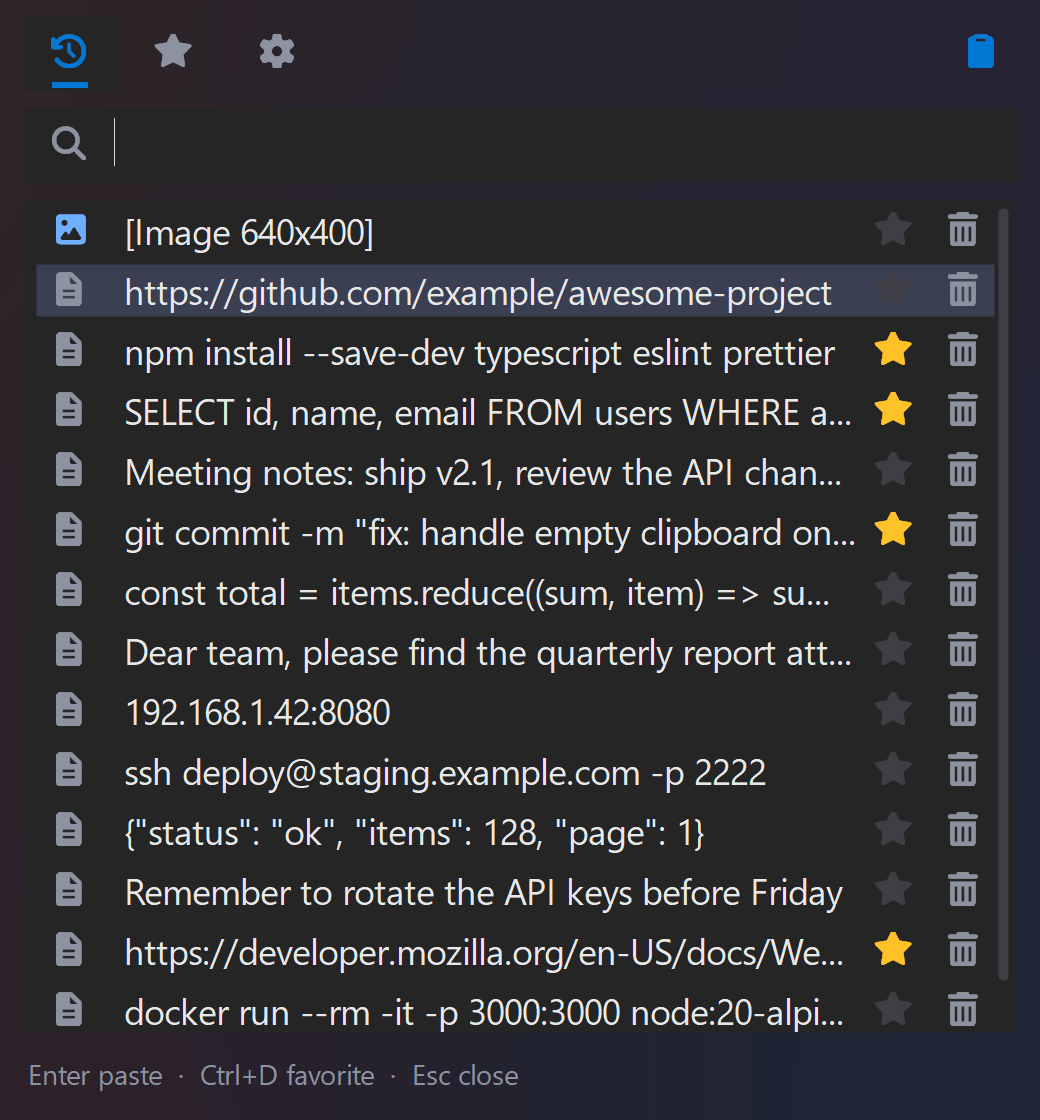 [Image 640x400]
https://github.com/example/awesome-project
npm install --save-dev typescript eslint prettier
SELECT id, name, email FROM users WHERE a...
Meeting notes: ship v2.1, review the API chan...
git commit -m "fix: handle empty clipboard on...
const total = items.reduce((sum, item) => su...
Dear team, please find the quarterly report att...
192.168.1.42:8080
ssh deploy@staging.example.com -p 2222
{"status": "ok", "items": 128, "page": 1}
Remember to rotate the API keys before Friday
https://developer.mozilla.org/en-US/docs/We...
docker run --rm -it -p 3000:3000 node:20-alpi...
Enter paste · Ctrl+D favorite · Esc close